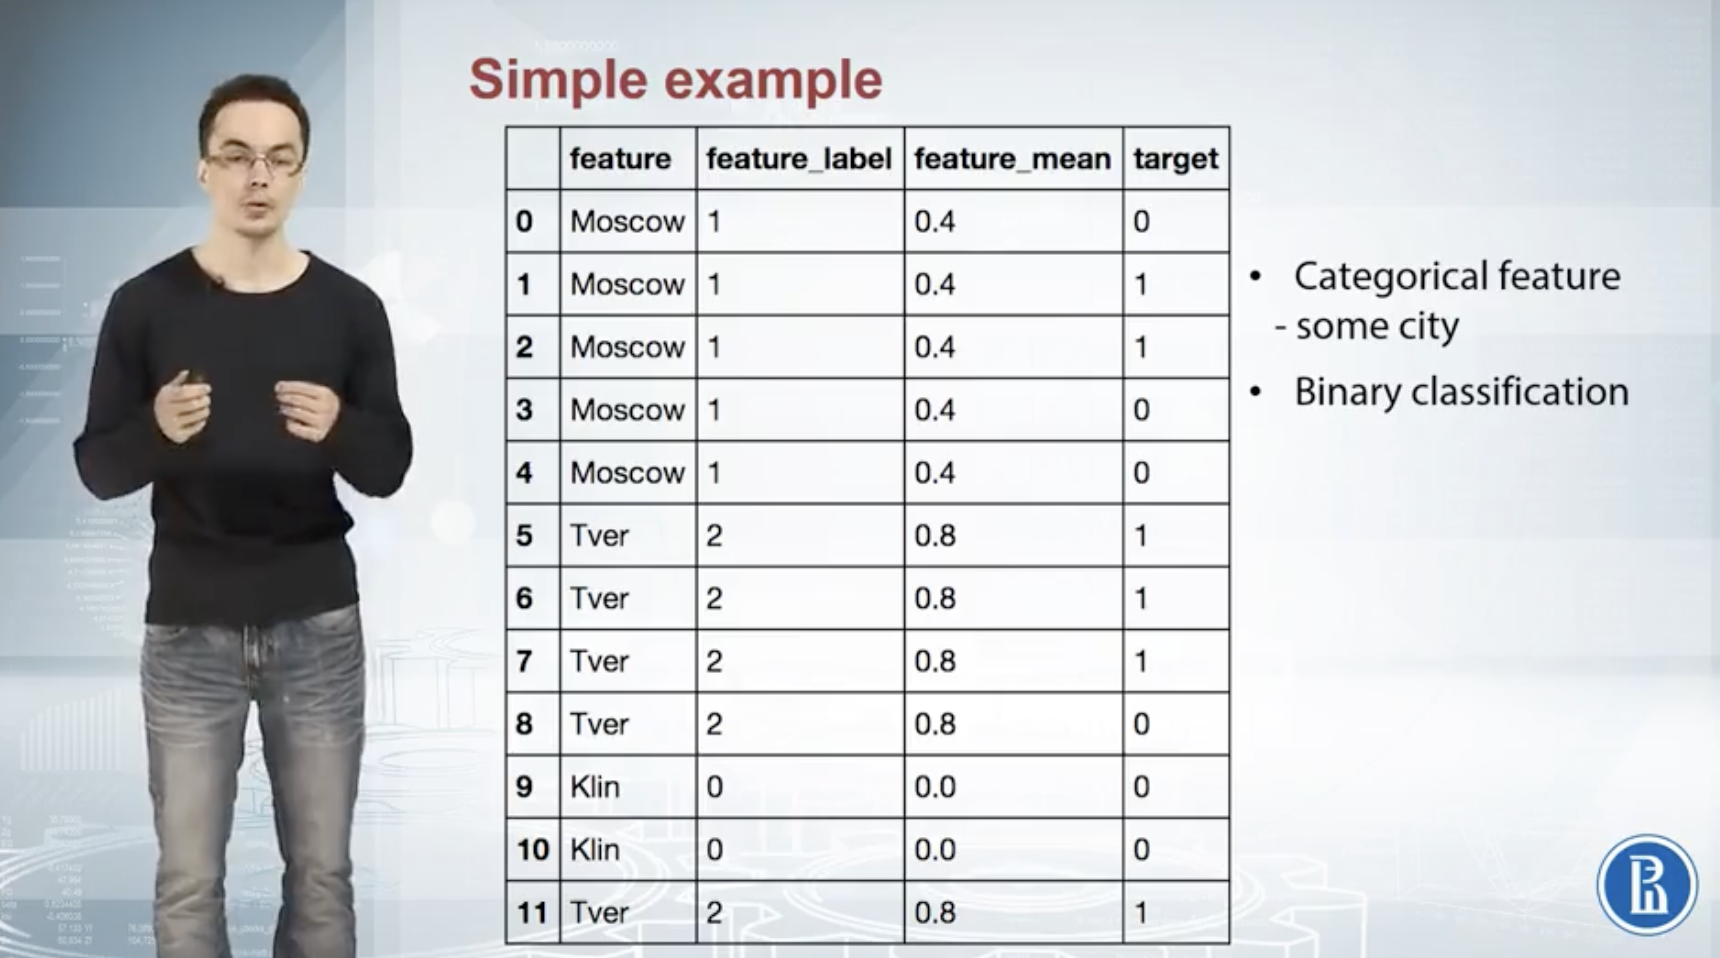 Simple example
feature feature_label feature_mean target
0 Moscow 1 0.4 0
1 Moscow 1 0.4 1
2 Moscow 1 0.4 1
3 Moscow 1 0.4 0
4 Moscow 1 0.4 0
5 Tver 2 0.8 1
6 Tver 2 0.8 1
7 Tver 2 0.8 1
8 Tver 2 0.8 0
9 Klin 0 0.0 0
10 Klin 0 0.0 0
11 Tver 2 0.8 1
• Categorical feature
- some city
• Binary classification